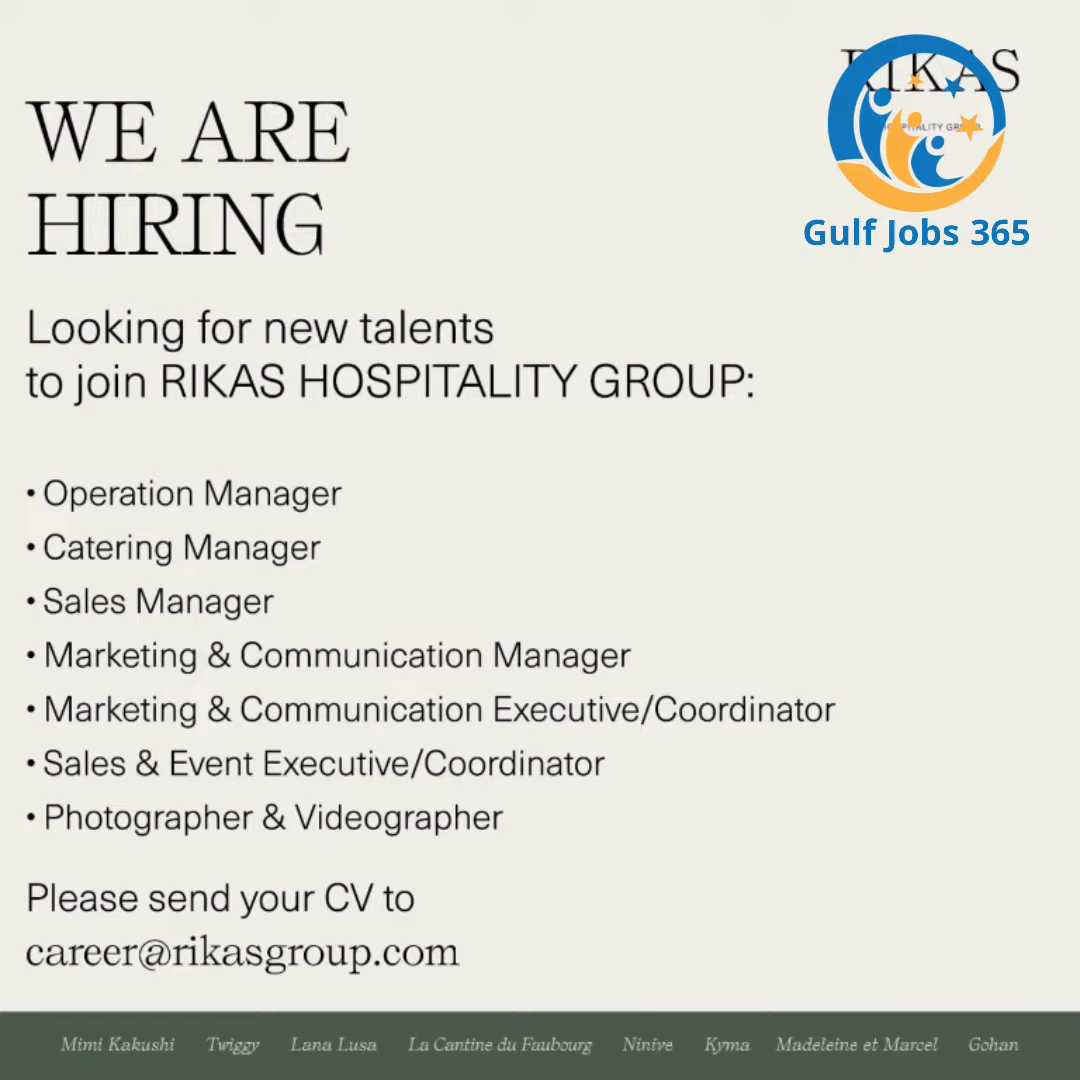 RIKAS
HOSPITALITY GROUP
Gulf Jobs 365
WE ARE
HIRING
Looking for new talents
to join RIKAS HOSPITALITY GROUP:
• Operation Manager
• Catering Manager
• Sales Manager
• Marketing & Communication Manager
• Marketing & Communication Executive/Coordinator
• Sales & Event Executive/Coordinator
• Photographer & Videographer
Please send your CV to
career@rikasgroup.com
Mimi Kakushi Twiggy Lana Lusa La Cantine du Faubourg Ninive Kyma Madeleine et Marcel Gohan